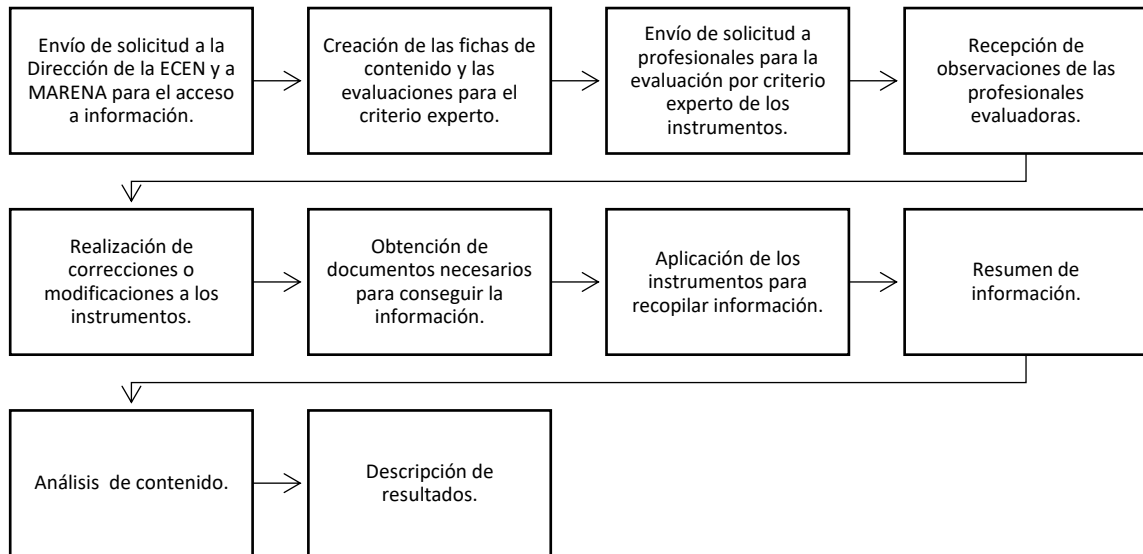 Envío de solicitud a la
Dirección de la ECEN y a
MARENA para el acceso
a información.
Creación de las fichas de
contenido y las
evaluaciones para el
criterio experto.
Envío de solicitud a
profesionales para la
evaluación por criterio
experto de los
instrumentos.
Recepción de
observaciones de las
profesionales
evaluadoras.
Realización de
correcciones o
modificaciones a los
instrumentos.
Obtención de
documentos necesarios
para conseguir la
información.
Aplicación de los
instrumentos para
recopilar información.
Resumen de
información.
Análisis de contenido.
Descripción de
resultados.